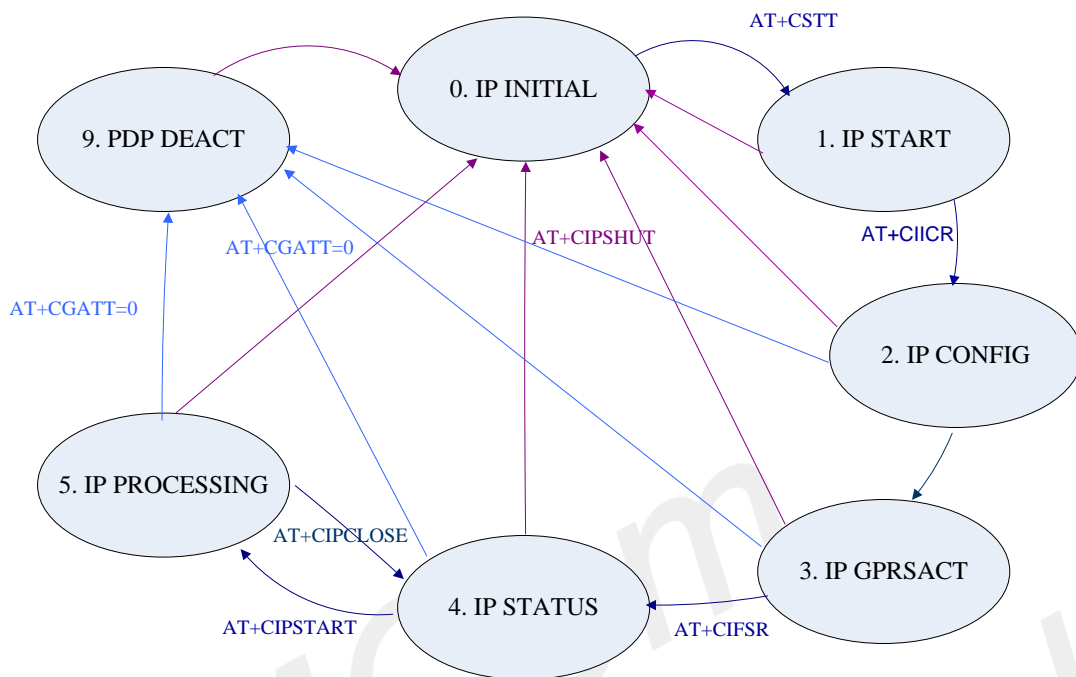 AT+CSTT
0. IP INITIAL
9. PDP DEACT
1. IP START
AT+CIICR
AT+CIPSHUT
AT+CGATT=0
AT+CGATT=0
2. IP CONFIG
5. IP PROCESSING
AT+CIPCLOSE
3. IP GPRSACT
4. IP STATUS
AT+CIPSTART
AT+CIFSR